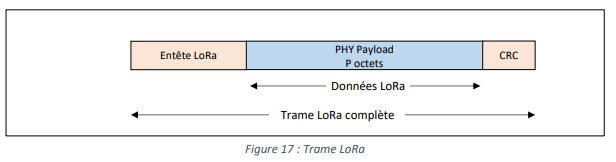 Entête LoRa
PHY Payload
P octets
CRC
Données LoRa
Trame LoRa complète
Figure 17 : Trame LoRa